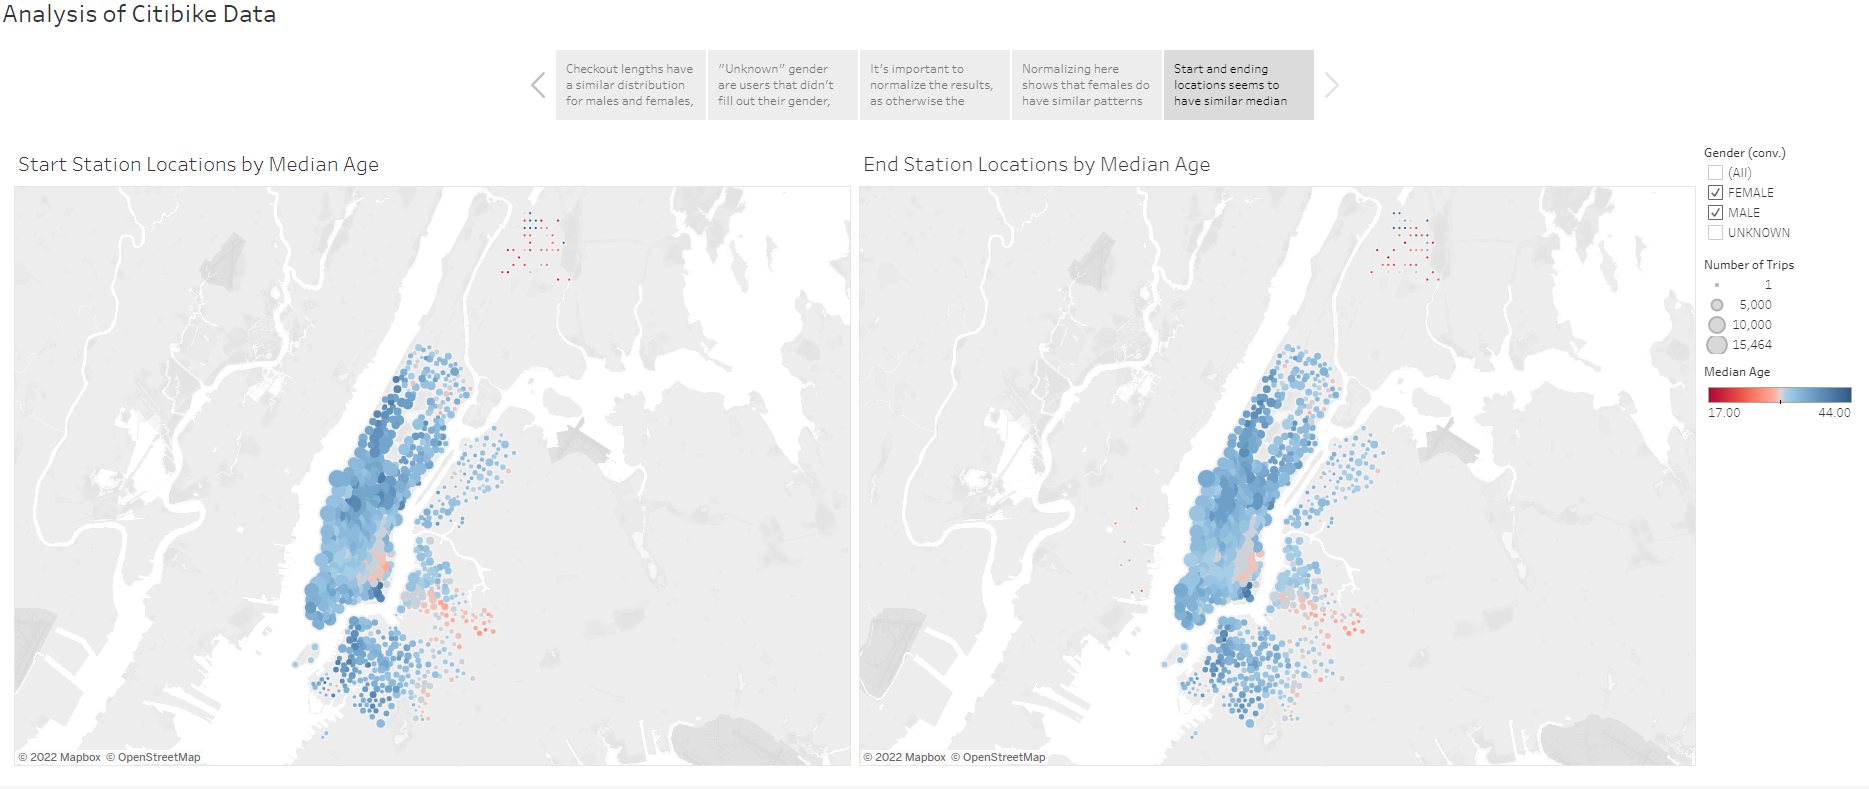 Analysis of Citibike Data
Checkout lengths have
a similar distribution
for males and females,
"Unknown" gender
are users that didn't
fill out their gender,
It's important to
normalize the results,
as otherwise the
Normalizing here
shows that females do
have similar patterns
Start and ending
locations seems to
have similar median
Start Station Locations by Median Age
End Station Locations by Median Age
Gender (conv.)
(All)
FEMALE
MALE
UNKNOWN
Number of Trips
1
5,000
10,000
15,464
Median Age
17.00 44.00
© 2022 Mapbox © OpenStreetMap
© 2022 Mapbox © OpenStreetMap